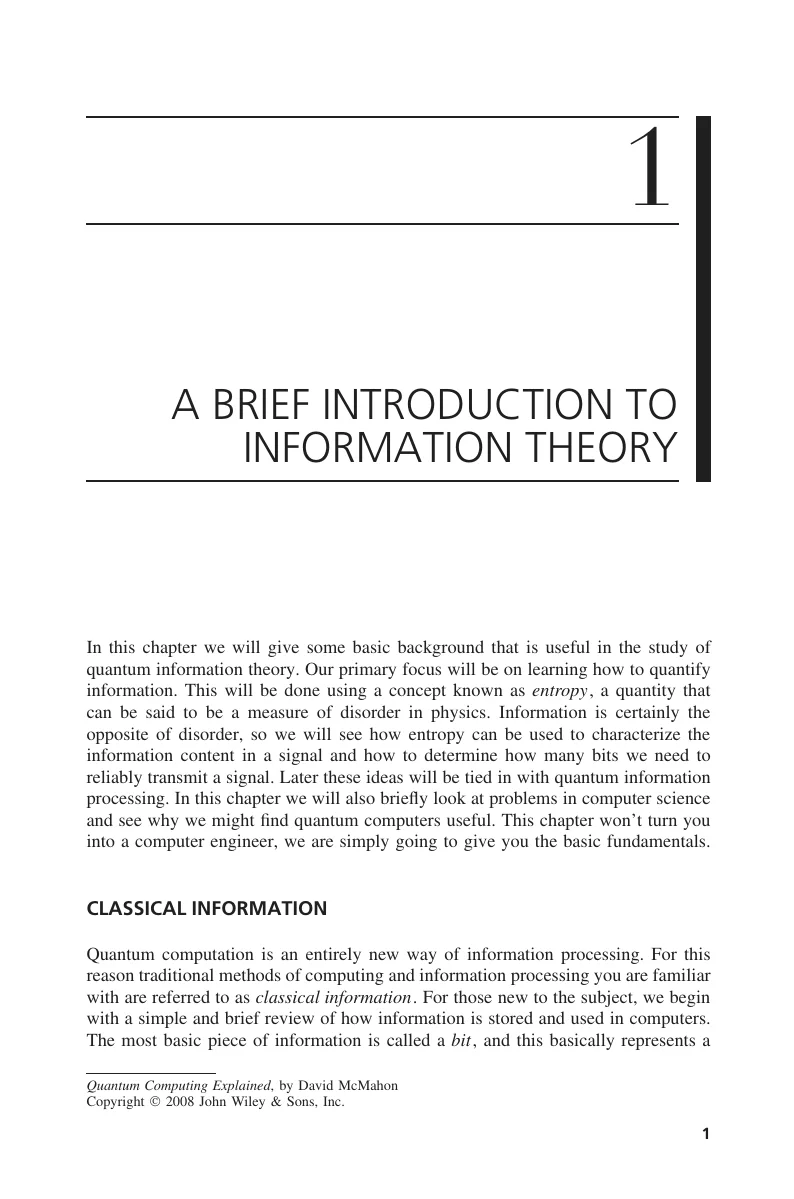 1
A BRIEF INTRODUCTION TO
INFORMATION THEORY
In this chapter we will give some basic background that is useful in the study of
quantum information theory. Our primary focus will be on learning how to quantify
information. This will be done using a concept known as entropy, a quantity that
can be said to be a measure of disorder in physics. Information is certainly the
opposite of disorder, so we will see how entropy can be used to characterize the
information content in a signal and how to determine how many bits we need to
reliably transmit a signal. Later these ideas will be tied in with quantum information
processing. In this chapter we will also briefly look at problems in computer science
and see why we might find quantum computers useful. This chapter won't turn you
into a computer engineer, we are simply going to give you the basic fundamentals.
CLASSICAL INFORMATION
Quantum computation is an entirely new way of information processing. For this
reason traditional methods of computing and information processing you are familiar
with are referred to as classical information. For those new to the subject, we begin
with a simple and brief review of how information is stored and used in computers.
The most basic piece of information is called a bit, and this basically represents a
Quantum Computing Explained, by David McMahon
Copyright © 2008 John Wiley & Sons, Inc.
1